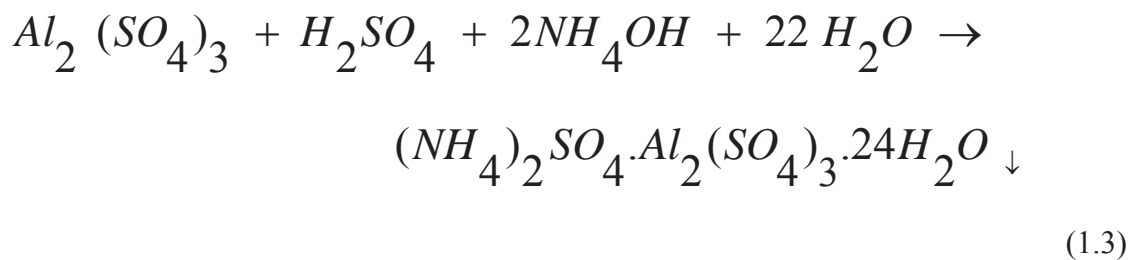 Al₂ (SO₄)₃ + H₂SO₄ + 2NH₄OH + 22 H₂O →
(NH₄)₂SO₄.Al₂(SO₄)₃.24H₂O ↓
(1.3)